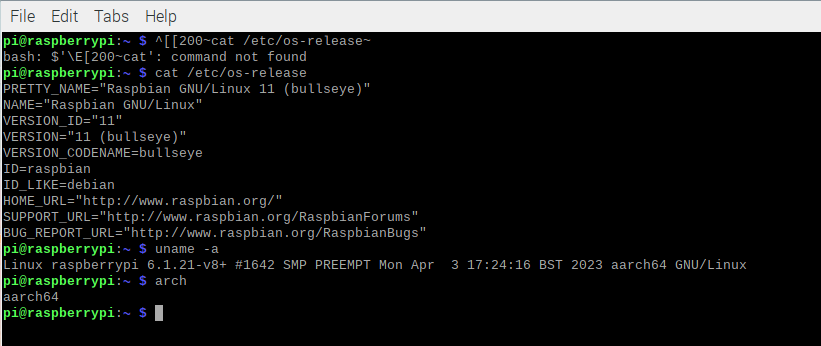 File Edit Tabs Help
pi@raspberrypi:~ $ ^[[200~cat /etc/os-release~
bash: $'\E[200~cat': command not found
pi@raspberrypi:~ $ cat /etc/os-release
PRETTY_NAME="Raspbian GNU/Linux 11 (bullseye)"
NAME="Raspbian GNU/Linux"
VERSION_ID="11"
VERSION="11 (bullseye)"
VERSION_CODENAME=bullseye
ID=raspbian
ID_LIKE=debian
HOME_URL="http://www.raspbian.org/"
SUPPORT_URL="http://www.raspbian.org/RaspbianForums"
BUG_REPORT_URL="http://www.raspbian.org/RaspbianBugs"
pi@raspberrypi:~ $ uname -a
Linux raspberrypi 6.1.21-v8+ #1642 SMP PREEMPT Mon Apr  3 17:24:16 BST 2023 aarch64 GNU/Linux
pi@raspberrypi:~ $ arch
aarch64
pi@raspberrypi:~ $